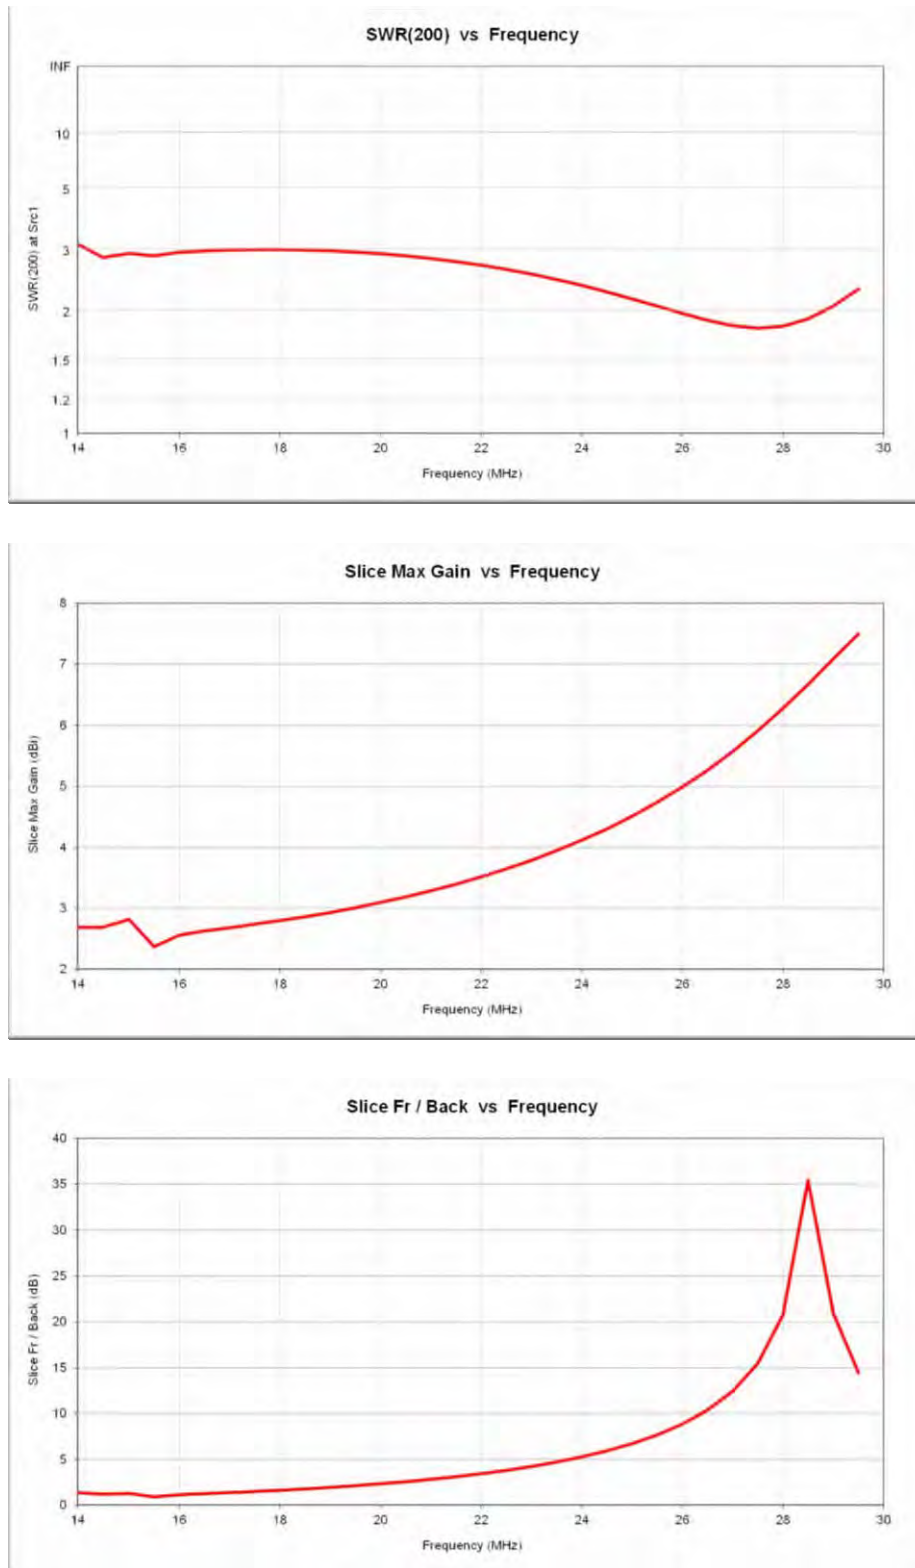 SWR(200) vs Frequency
INF
10
5
3
2
1.5
1.2
1
SWR(200) at Src1
14 16 18 20 22 24 26 28 30
Frequency (MHz)
Slice Max Gain vs Frequency
8
7
6
5
4
3
2
Slice Max Gain (dBi)
14 16 18 20 22 24 26 28 30
Frequency (MHz)
Slice Fr / Back vs Frequency
40
35
30
25
20
15
10
5
0
Slice Fr / Back (dB)
14 16 18 20 22 24 26 28 30
Frequency (MHz)